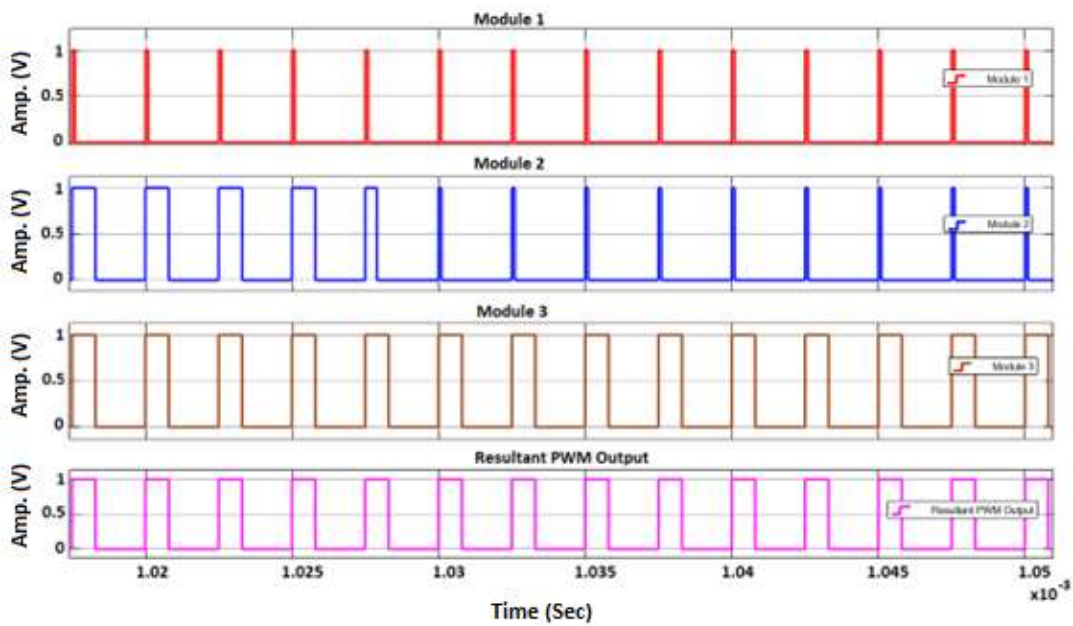 Module 1
Amp. (V)
1
0.5
0
Module 1
Module 2
Amp. (V)
1
0.5
0
Module 2
Module 3
Amp. (V)
1
0.5
0
Module 3
Resultant PWM Output
Amp. (V)
1
0.5
0
Resultant PWM Output
1.02 1.025 1.03 1.035 1.04 1.045 1.05
x10⁻³
Time (Sec)